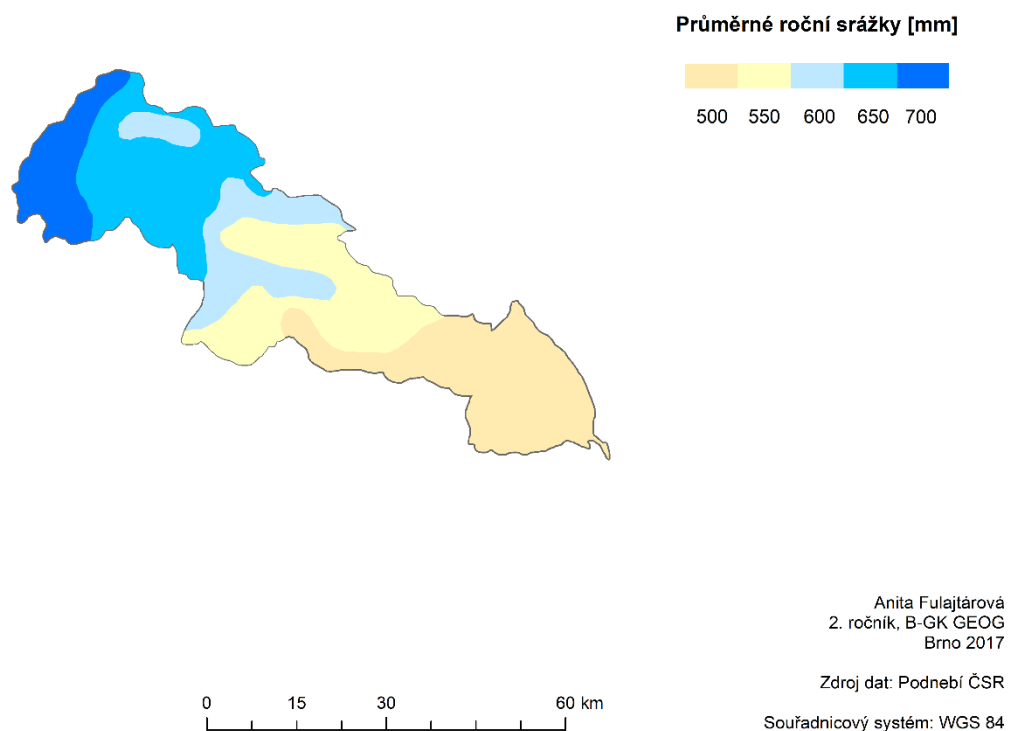 Průměrné roční srážky [mm]
500 550 600 650 700
Anita Fulajtárová
2. ročník, B-GK GEOG
Brno 2017
Zdroj dat: Podnebí ČSR
0 15 30 60 km
Souřadnicový systém: WGS 84